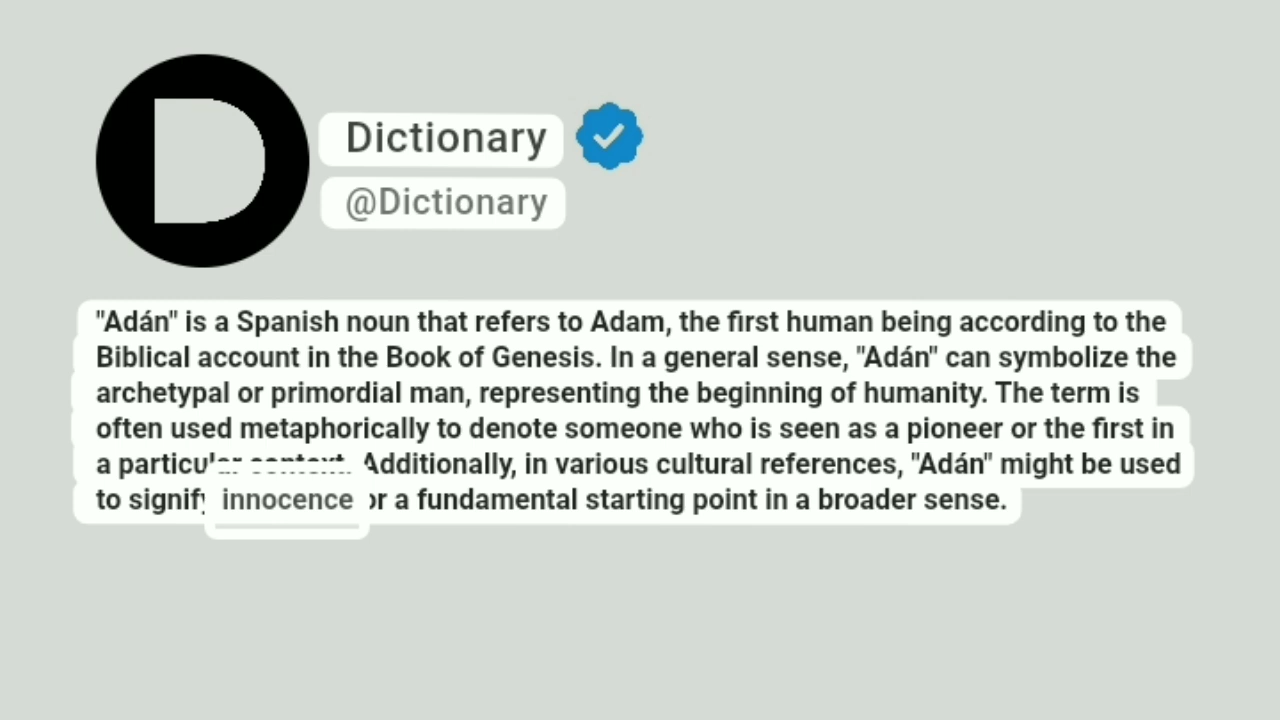 D
Dictionary
@Dictionary
"Adán" is a Spanish noun that refers to Adam, the first human being according to the
Biblical account in the Book of Genesis. In a general sense, "Adán" can symbolize the
archetypal or primordial man, representing the beginning of humanity. The term is
often used metaphorically to denote someone who is seen as a pioneer or the first in
a particular context. Additionally, in various cultural references, "Adán" might be used
to signify innocence or a fundamental starting point in a broader sense.